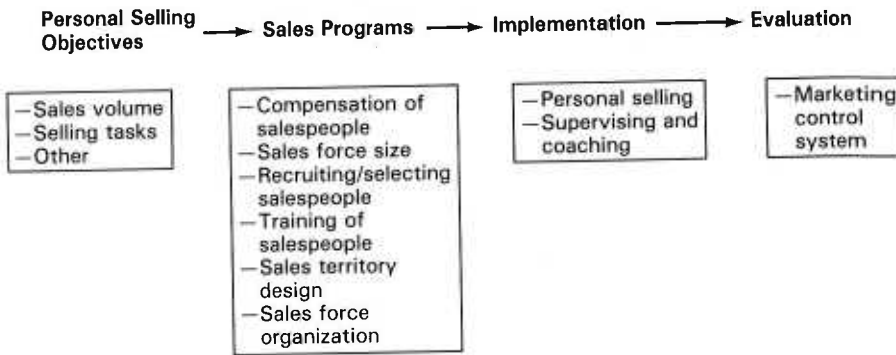 Personal Selling
Objectives
Sales Programs
Implementation
Evaluation
—Sales volume
—Selling tasks
—Other
—Compensation of
salespeople
—Sales force size
—Recruiting/selecting
salespeople
—Training of
salespeople
—Sales territory
design
—Sales force
organization
—Personal selling
—Supervising and
coaching
—Marketing
control
system